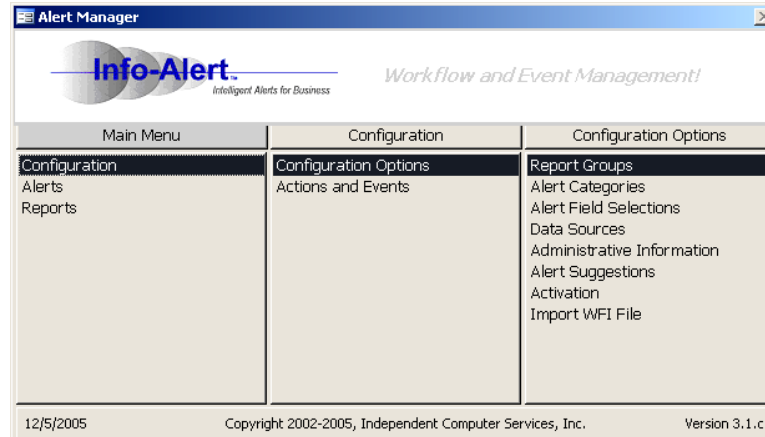 Alert Manager
Info-Alert™
Intelligent Alerts for Business
Workflow and Event Management!
Main Menu
Configuration
Configuration Options
Configuration
Alerts
Reports
Configuration Options
Actions and Events
Report Groups
Alert Categories
Alert Field Selections
Data Sources
Administrative Information
Alert Suggestions
Activation
Import WFI File
12/5/2005
Copyright 2002-2005, Independent Computer Services, Inc.
Version 3.1.c